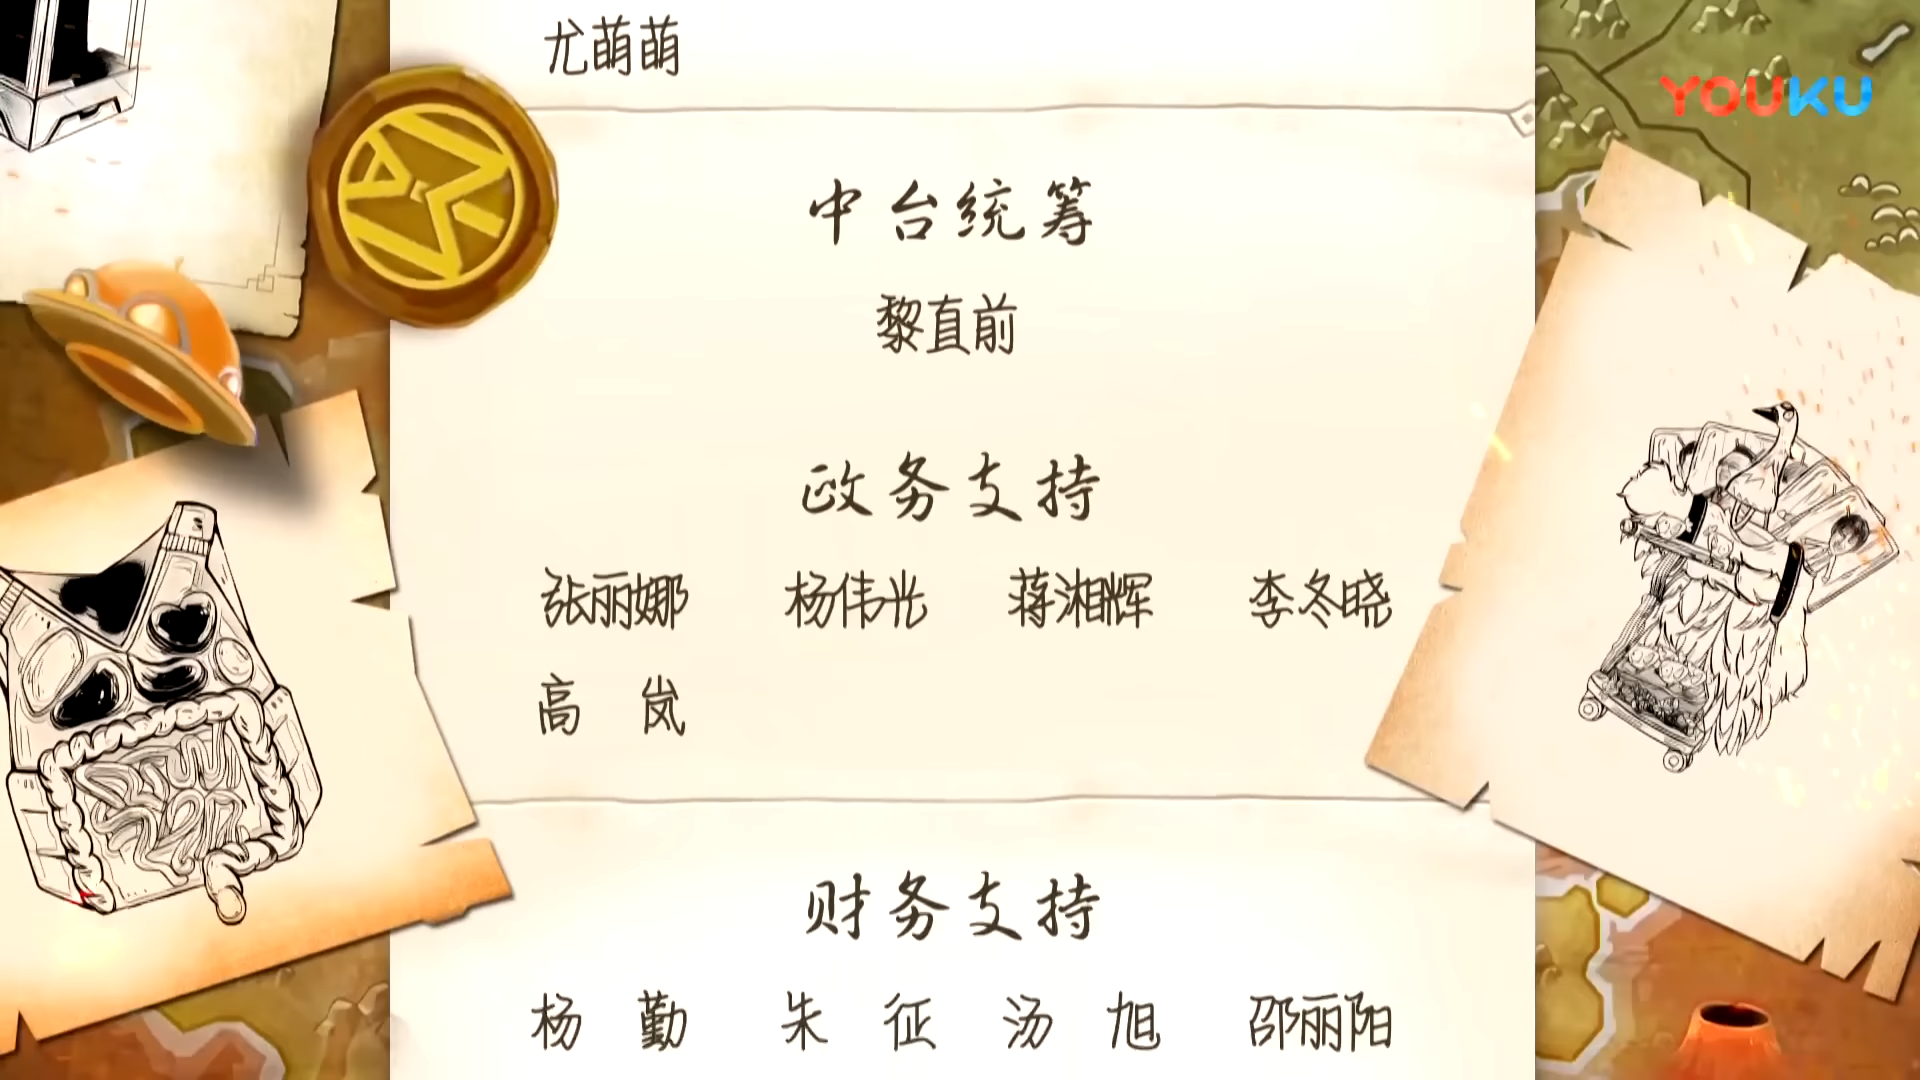 尤萌萌
YOUKU
中台统筹
黎直前
政务支持
张丽娜 杨伟光 蒋湘辉 李冬晓
高 岚
财务支持
杨 勤 朱 征 汤 旭 邵丽阳